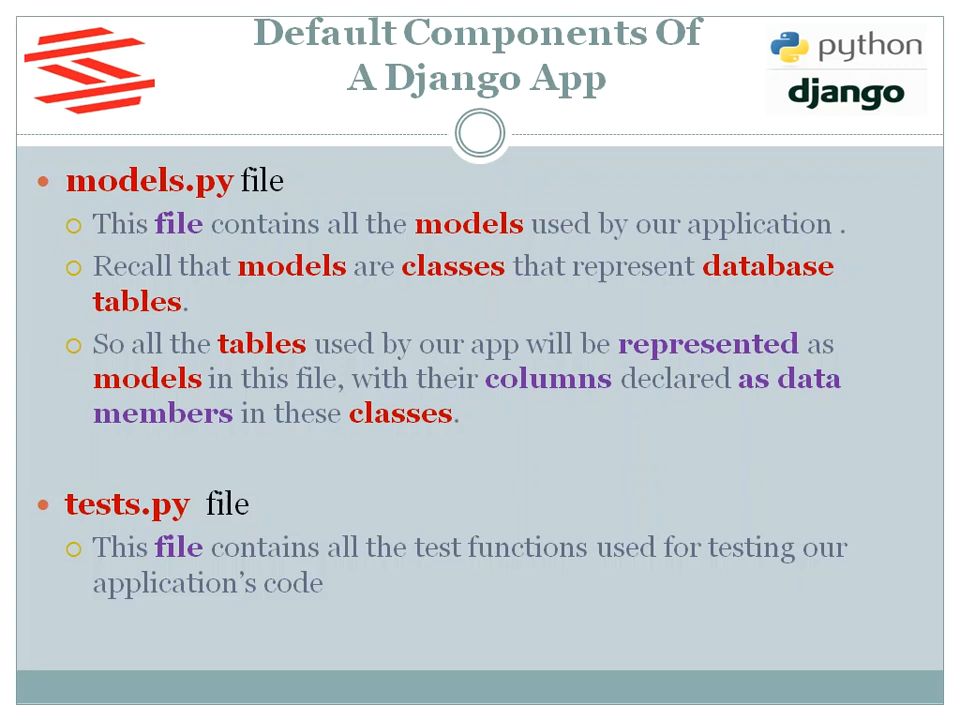 Default Components Of
A Django App
python
django
models.py file
This file contains all the models used by our application .
Recall that models are classes that represent database
tables.
So all the tables used by our app will be represented as
models in this file, with their columns declared as data
members in these classes.
tests.py file
This file contains all the test functions used for testing our
application’s code